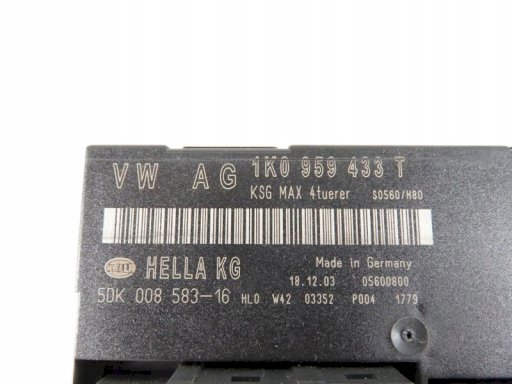 VW AG 1K0 959 433 T
KSG MAX 4tuerer S0560/H80
HELLA HELLA KG Made in Germany
18.12.03 05600800
5DK 008 583-16 HL0 W42 03352 P004 1779